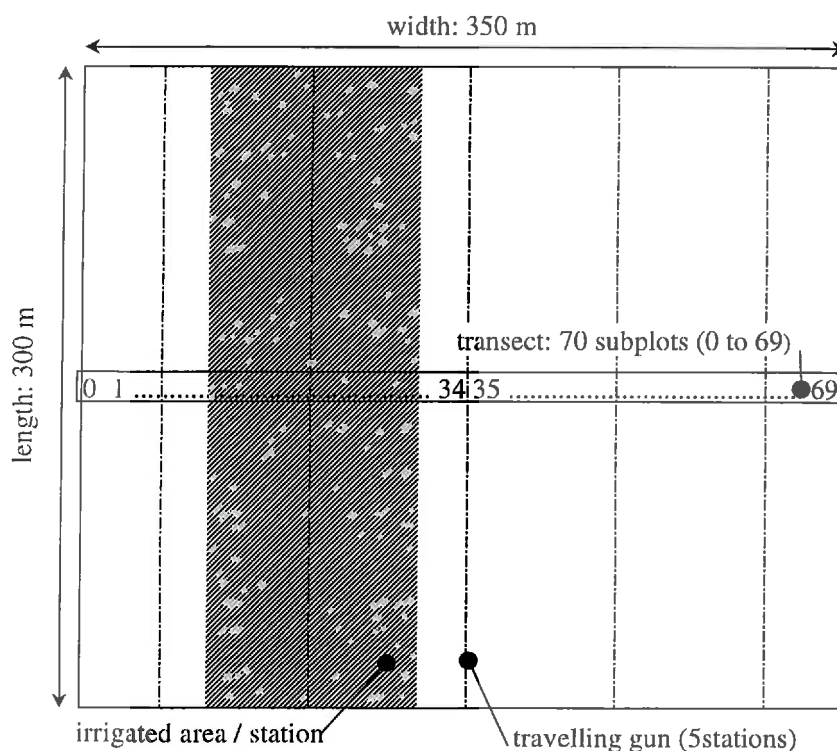 width: 350 m
length: 300 m
transect: 70 subplots (0 to 69)
0 1 34 35 69
irrigated area / station
travelling gun (5stations)